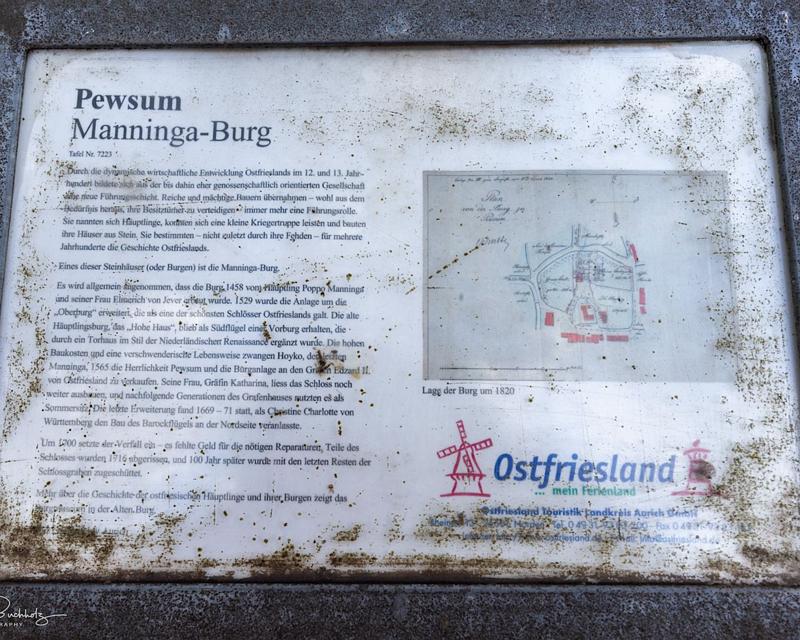 Pewsum
Manninga-Burg
Tafel Nr. 7223
Durch die dynamische wirtschaftliche Entwicklung Ostfrieslands im 12. und 13. Jahr-
hundert bildete sich als der bis dahin eher genossenschaftlich orientierten Gesellschaft
eine neue Führungsschicht. Reiche und mächtige Bauern übernahmen – wohl aus dem
Bedürfnis heraus, ihre Besitztümer zu verteidigen – immer mehr eine Führungsrolle.
Sie nannten sich Häuptlinge, konnten sich eine kleine Kriegertruppe leisten und bauten
ihre Häuser aus Stein. Sie bestimmten – nicht zuletzt durch ihre Fehden – für mehrere
Jahrhunderte die Geschichte Ostfrieslands.
Eines dieser Steinhäuser (oder Burgen) ist die Manninga-Burg.
Es wird allgemein angenommen, dass die Burg 1458 vom Häuptling Poppo Manninga
und seiner Frau Elmerich von Jever erbaut wurde. 1529 wurde die Anlage um die
„Oberburg" erweitert, die als eine der schönsten Schlösser Ostfrieslands galt. Die alte
Häuptlingsburg, das „Hohe Haus", blieb als Südflügel einer Vorburg erhalten, die
durch ein Torhaus im Stil der Niederländischen Renaissance ergänzt wurde. Die hohen
Baukosten und eine verschwenderische Lebensweise zwangen Hoyko, den letzten
Manninga, 1565 die Herrlichkeit Pewsum und die Burganlage an den Grafen Edzard II.
von Ostfriesland zu verkaufen. Seine Frau, Gräfin Katharina, liess das Schloss noch
weiter ausbauen, und nachfolgende Generationen des Grafenhauses nutzten es als
Sommersitz. Die letzte Erweiterung fand 1669 – 71 statt, als Christine Charlotte von
Württemberg den Bau des Barockflügels an der Nordseite veranlasste.
Um 1700 setzte der Verfall ein – es fehlte Geld für die nötigen Reparaturen. Teile des
Schlosses wurden 1716 abgerissen, und 100 Jahr später wurde mit den letzten Resten der
Schlossgraben zugeschüttet.
Mehr über die Geschichte der ostfriesischen Häuptlinge und ihrer Burgen zeigt das
in der Alten Burg.
Plan
von der Burg zu
Pewsum
Lage der Burg um 1820
Ostfriesland
... mein Ferienland
Ostfriesland Touristik Landkreis Aurich GmbH
Buchholz